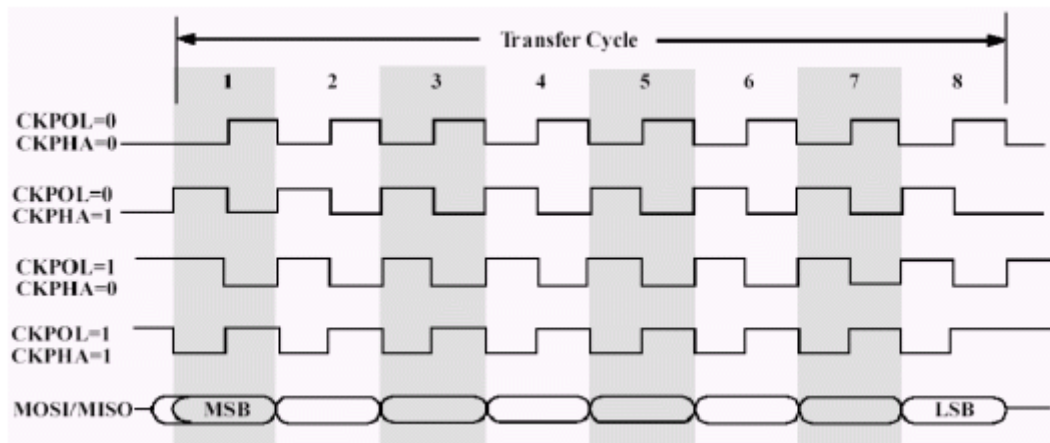 Transfer Cycle
1 2 3 4 5 6 7 8
CKPOL=0
CKPHA=0
CKPOL=0
CKPHA=1
CKPOL=1
CKPHA=0
CKPOL=1
CKPHA=1
MOSI/MISO MSB LSB